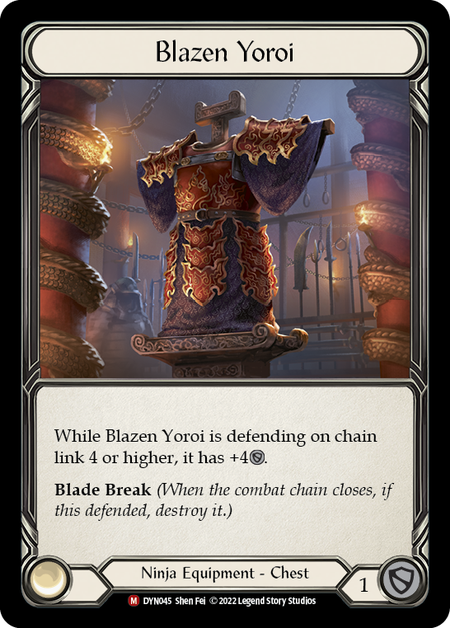 Blazen Yoroi
While Blazen Yoroi is defending on chain
link 4 or higher, it has +4.
Blade Break (When the combat chain closes, if
this defended, destroy it.)
Ninja Equipment - Chest
1
M DYN045 Shen Fei © 2022 Legend Story Studios